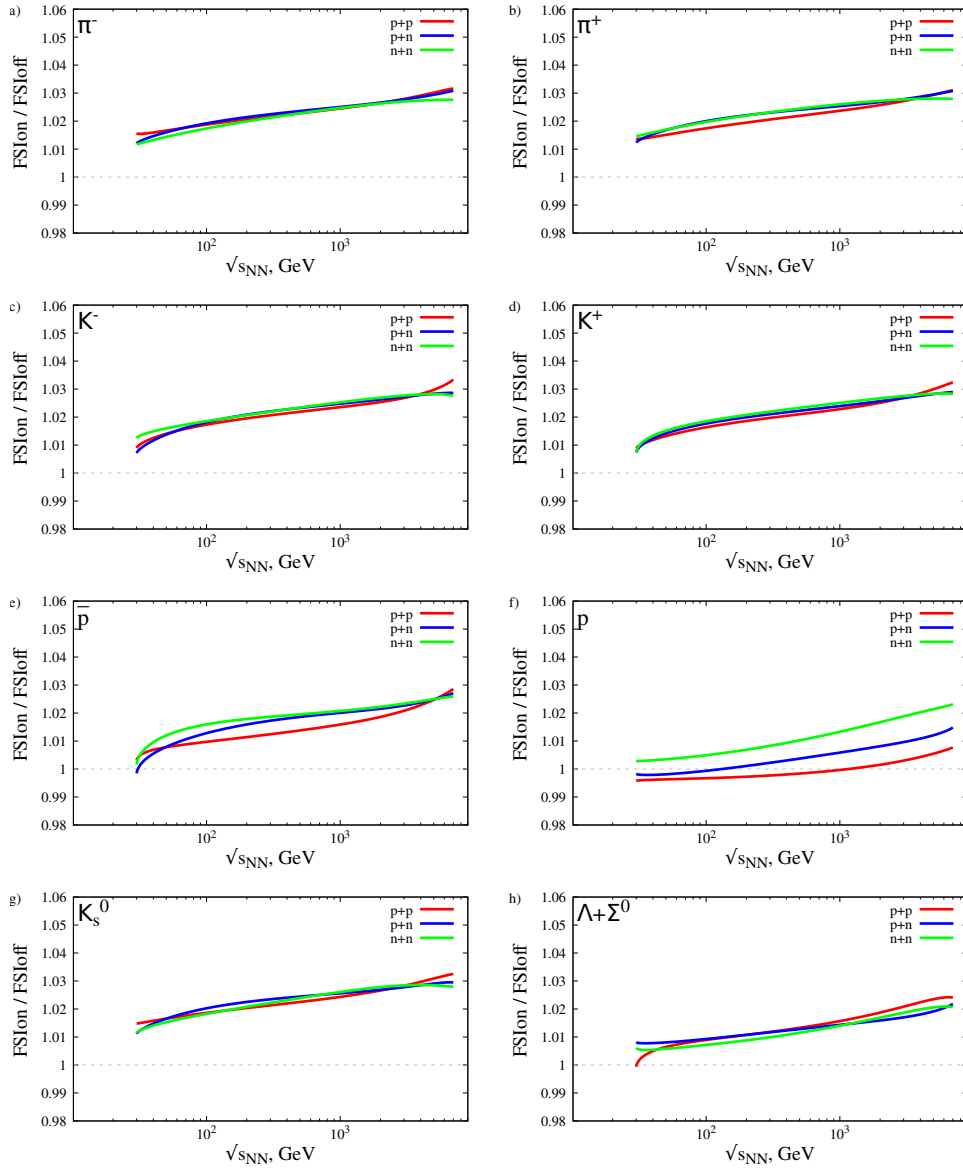 a)
π-
p+p
p+n
n+n
1.06
1.05
1.04
1.03
1.02
1.01
1
0.99
0.98
FSIon / FSIoff
10²
10³
√sNN, GeV
b)
π+
p+p
p+n
n+n
1.06
1.05
1.04
1.03
1.02
1.01
1
0.99
0.98
FSIon / FSIoff
10²
10³
√sNN, GeV
c)
K-
p+p
p+n
n+n
1.06
1.05
1.04
1.03
1.02
1.01
1
0.99
0.98
FSIon / FSIoff
10²
10³
√sNN, GeV
d)
K+
p+p
p+n
n+n
1.06
1.05
1.04
1.03
1.02
1.01
1
0.99
0.98
FSIon / FSIoff
10²
10³
√sNN, GeV
e)
p̅
p+p
p+n
n+n
1.06
1.05
1.04
1.03
1.02
1.01
1
0.99
0.98
FSIon / FSIoff
10²
10³
√sNN, GeV
f)
p
p+p
p+n
n+n
1.06
1.05
1.04
1.03
1.02
1.01
1
0.99
0.98
FSIon / FSIoff
10²
10³
√sNN, GeV
g)
Ks0
p+p
p+n
n+n
1.06
1.05
1.04
1.03
1.02
1.01
1
0.99
0.98
FSIon / FSIoff
10²
10³
√sNN, GeV
h)
Λ+Σ0
p+p
p+n
n+n
1.06
1.05
1.04
1.03
1.02
1.01
1
0.99
0.98
FSIon / FSIoff
10²
10³
√sNN, GeV